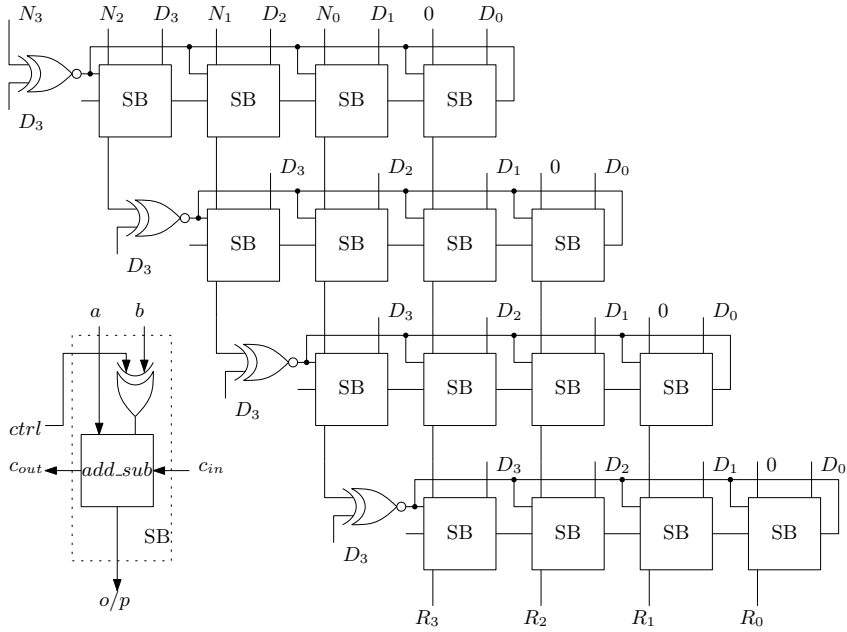 N3 N2 D3 N1 D2 N0 D1 0 D0
SB SB SB SB
D3
D3 D2 D1 0 D0
SB SB SB SB
D3
a b D3 D2 D1 0 D0
SB SB SB SB
D3
ctrl
cout add_sub cin
D3 D2 D1 0 D0
SB SB SB SB
SB
D3
o/p
R3 R2 R1 R0